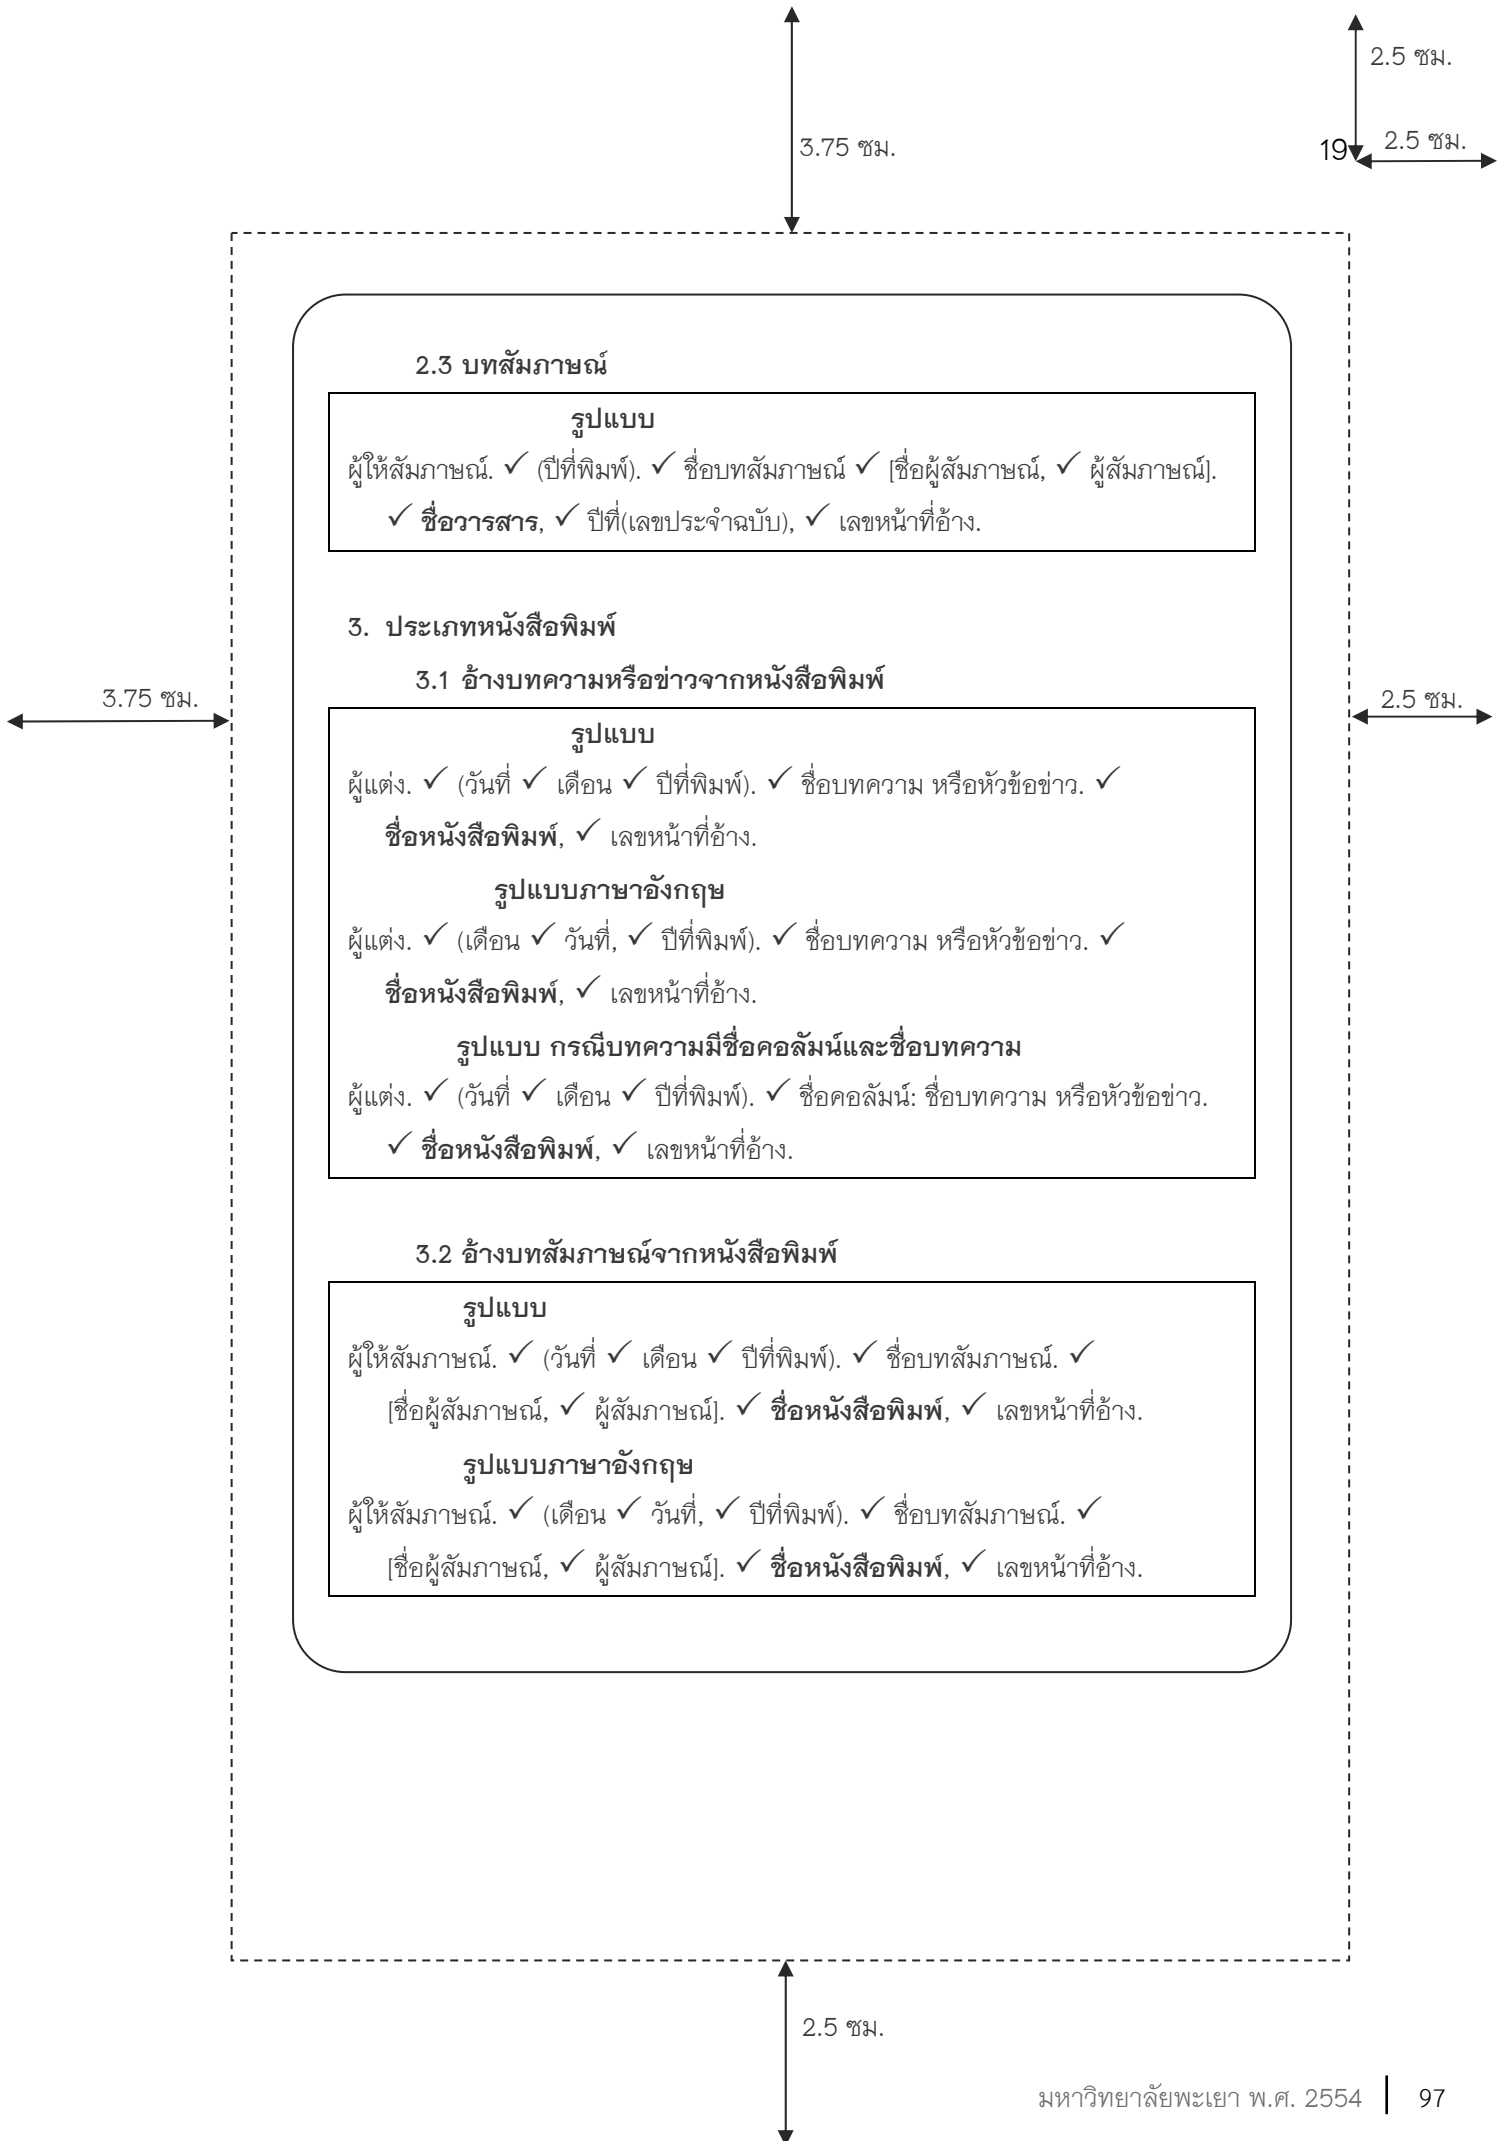 2.5 ซม.
3.75 ซม.
19
2.5 ซม.
2.3 บทสัมภาษณ์
รูปแบบ
ผู้ให้สัมภาษณ์. ✓ (ปีที่พิมพ์). ✓ ชื่อบทสัมภาษณ์ ✓ [ชื่อผู้สัมภาษณ์, ✓ ผู้สัมภาษณ์].
✓ ชื่อวารสาร, ✓ ปีที่(เลขประจำฉบับ), ✓ เลขหน้าที่อ้าง.
3. ประเภทหนังสือพิมพ์
3.1 อ้างบทความหรือข่าวจากหนังสือพิมพ์
3.75 ซม.
2.5 ซม.
รูปแบบ
ผู้แต่ง. ✓ (วันที่ ✓ เดือน ✓ ปีที่พิมพ์). ✓ ชื่อบทความ หรือหัวข้อข่าว. ✓
ชื่อหนังสือพิมพ์, ✓ เลขหน้าที่อ้าง.
รูปแบบภาษาอังกฤษ
ผู้แต่ง. ✓ (เดือน ✓ วันที่, ✓ ปีที่พิมพ์). ✓ ชื่อบทความ หรือหัวข้อข่าว. ✓
ชื่อหนังสือพิมพ์, ✓ เลขหน้าที่อ้าง.
รูปแบบ กรณีบทความมีชื่อคอลัมน์และชื่อบทความ
ผู้แต่ง. ✓ (วันที่ ✓ เดือน ✓ ปีที่พิมพ์). ✓ ชื่อคอลัมน์: ชื่อบทความ หรือหัวข้อข่าว.
✓ ชื่อหนังสือพิมพ์, ✓ เลขหน้าที่อ้าง.
3.2 อ้างบทสัมภาษณ์จากหนังสือพิมพ์
รูปแบบ
ผู้ให้สัมภาษณ์. ✓ (วันที่ ✓ เดือน ✓ ปีที่พิมพ์). ✓ ชื่อบทสัมภาษณ์. ✓
[ชื่อผู้สัมภาษณ์, ✓ ผู้สัมภาษณ์]. ✓ ชื่อหนังสือพิมพ์, ✓ เลขหน้าที่อ้าง.
รูปแบบภาษาอังกฤษ
ผู้ให้สัมภาษณ์. ✓ (เดือน ✓ วันที่, ✓ ปีที่พิมพ์). ✓ ชื่อบทสัมภาษณ์. ✓
[ชื่อผู้สัมภาษณ์, ✓ ผู้สัมภาษณ์]. ✓ ชื่อหนังสือพิมพ์, ✓ เลขหน้าที่อ้าง.
2.5 ซม.
มหาวิทยาลัยพะเยา พ.ศ. 2554 | 97